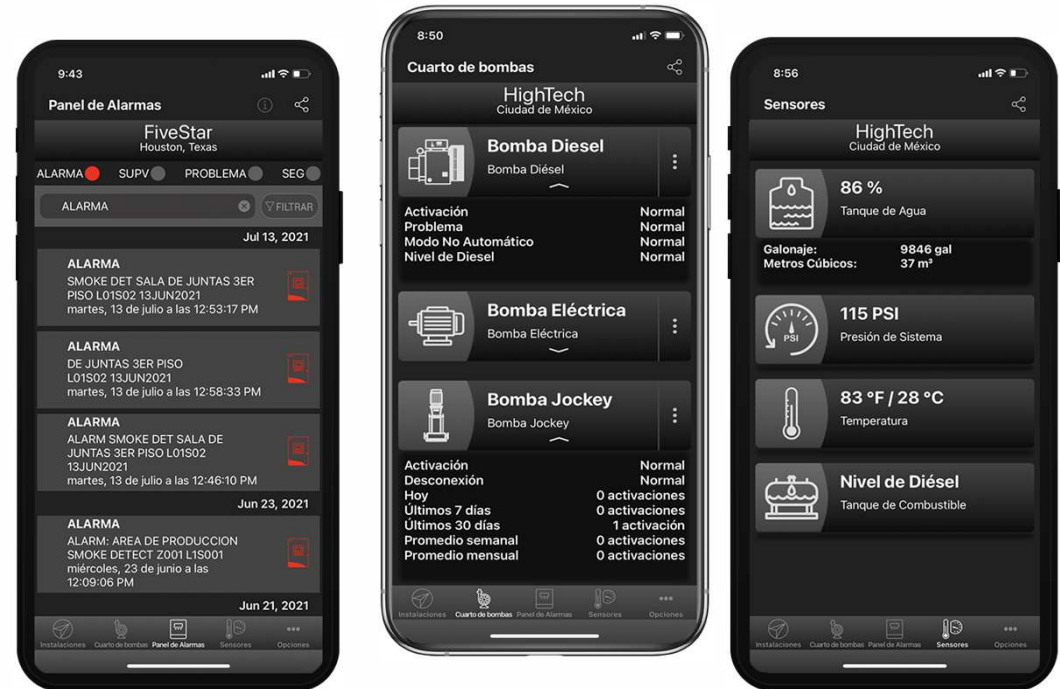 9:43
Panel de Alarmas
FiveStar
Houston, Texas
ALARMA SUPV PROBLEMA SEG
ALARMA FILTRAR
Jul 13, 2021
ALARMA
SMOKE DET SALA DE JUNTAS 3ER
PISO L01S02 13JUN2021
martes, 13 de julio a las 12:53:17 PM
ALARMA
DE JUNTAS 3ER PISO
L01S02 13JUN2021
martes, 13 de julio a las 12:58:33 PM
ALARMA
ALARM SMOKE DET SALA DE
JUNTAS 3ER PISO L01S02
13JUN2021
martes, 13 de julio a las 12:46:10 PM
Jun 23, 2021
ALARMA
ALARM: AREA DE PRODUCCION
SMOKE DETECT Z001 L1S001
miércoles, 23 de junio a las
12:09:06 PM
Jun 21, 2021
Instalaciones Cuarto de bombas Panel de Alarmas Sensores Opciones
8:50
Cuarto de bombas
HighTech
Ciudad de México
Bomba Diesel
Bomba Diésel
Activación Normal
Problema Normal
Modo No Automático Normal
Nivel de Diesel Normal
Bomba Eléctrica
Bomba Eléctrica
Bomba Jockey
Bomba Jockey
Activación Normal
Desconexión Normal
Hoy 0 activaciones
Últimos 7 días 0 activaciones
Últimos 30 días 1 activación
Promedio semanal 0 activaciones
Promedio mensual 0 activaciones
Instalaciones Cuarto de bombas Panel de Alarmas Sensores Opciones
8:56
Sensores
HighTech
Ciudad de México
86 %
Tanque de Agua
Galonaje: 9846 gal
Metros Cúbicos: 37 m³
PSI
115 PSI
Presión de Sistema
83 °F / 28 °C
Temperatura
Nivel de Diésel
Tanque de Combustible
Instalaciones Cuarto de bombas Panel de Alarmas Sensores Opciones